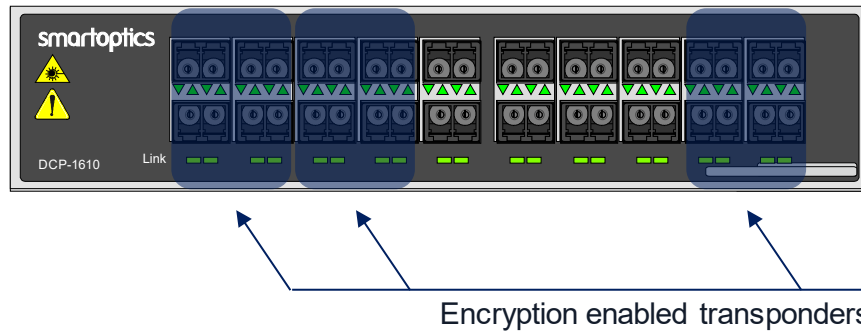 smartoptics
DCP-1610
Link
Encryption enabled transponders